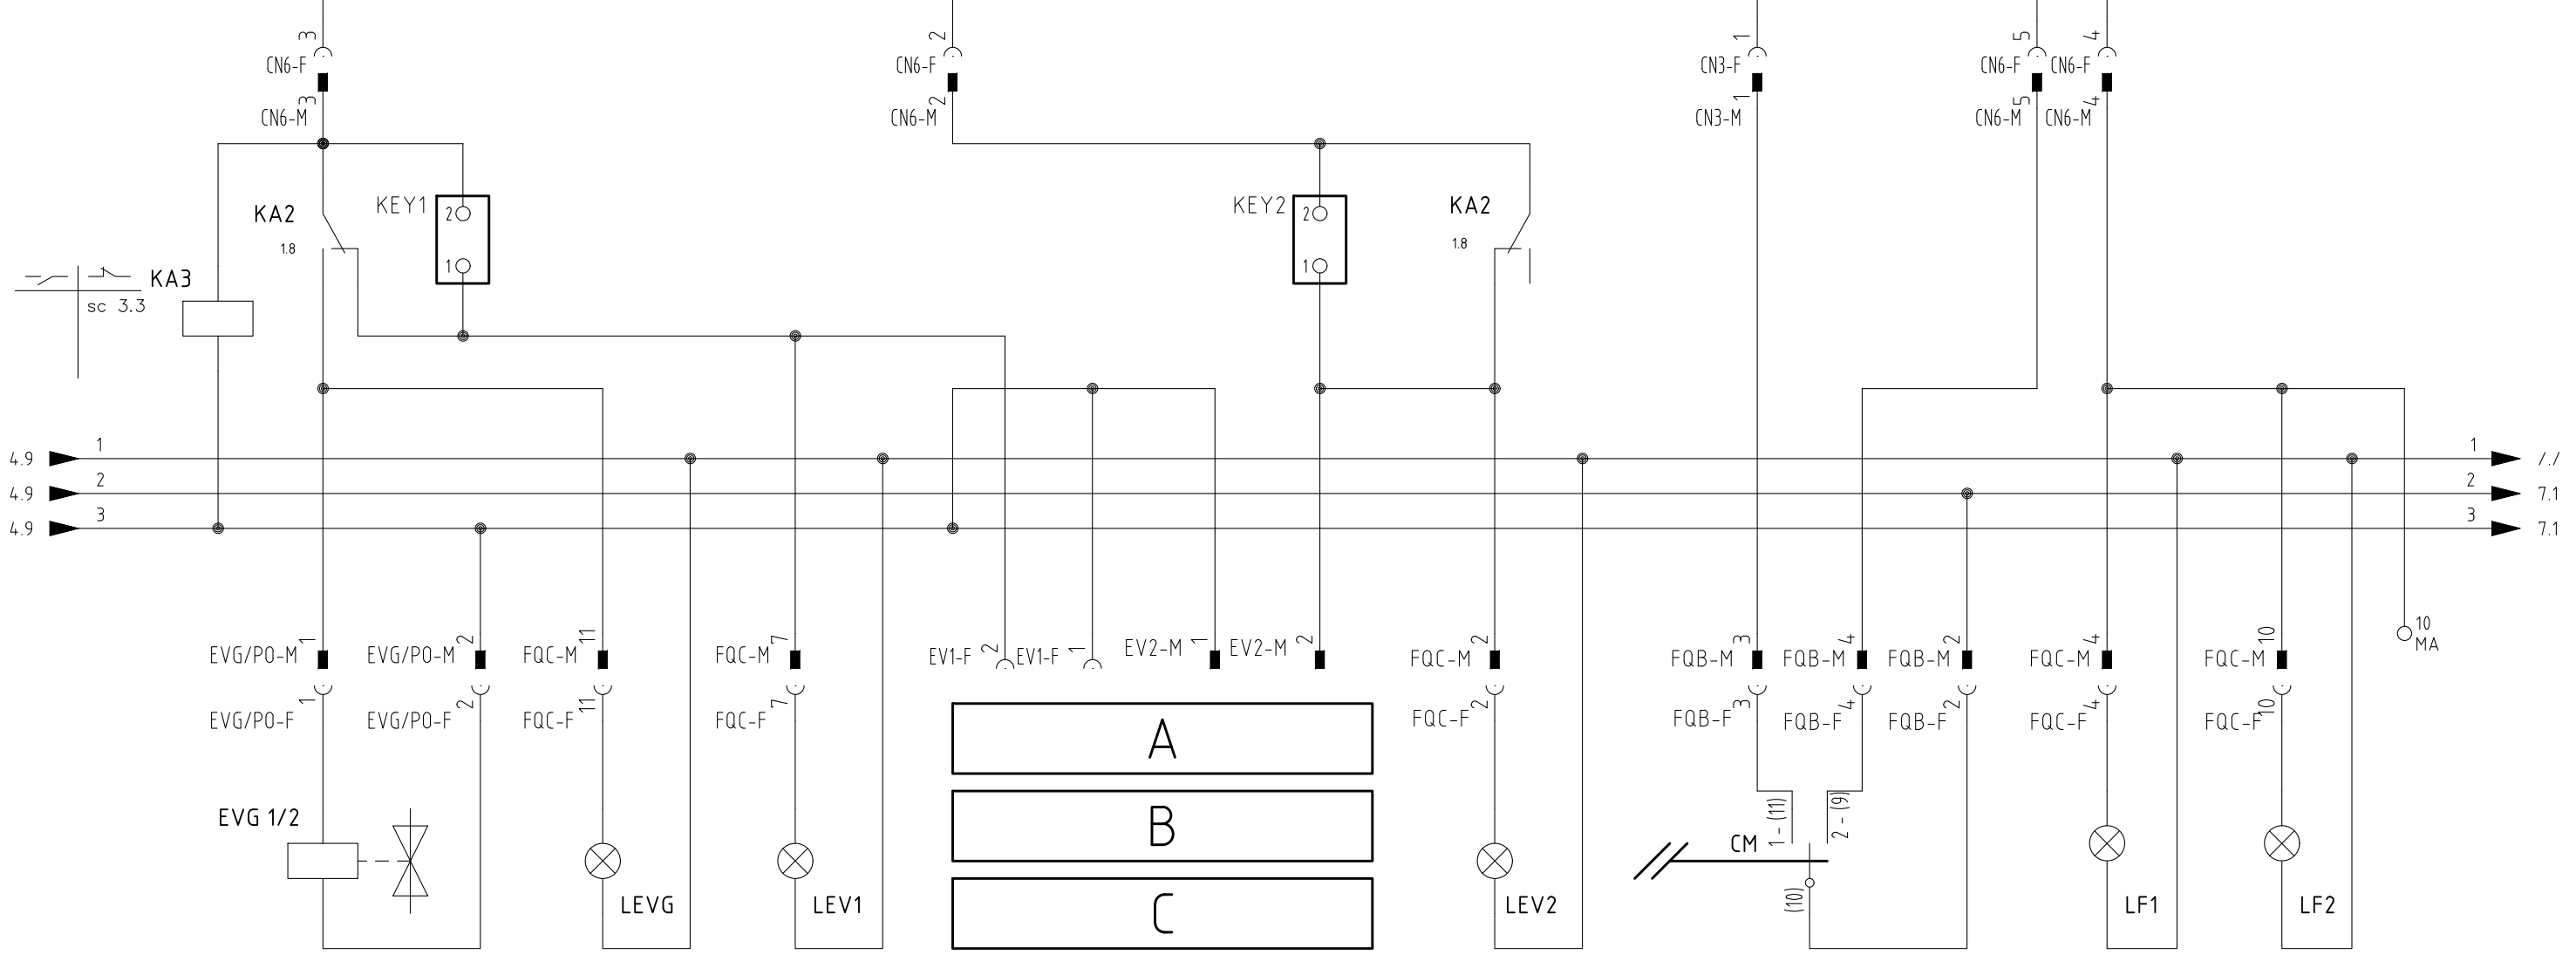 3 2 1 5 4
CN6-F CN6-F CN3-F CN6-F CN6-F
3 2 1 5 4
CN6-M CN6-M CN3-M CN6-M CN6-M
KA2 KEY1 2 KEY2 2 KA2
1.8 1.8
1 1
KA3
sc 3.3
4.9 1 1 /./
4.9 2 2 7.1
4.9 3 3 7.1
1 2 11 7 2 1 1 2 2 3 4 2 4 10 10
EVG/PO-M EVG/PO-M FQC-M FQC-M EV1-F EV1-F EV2-M EV2-M FQC-M FQB-M FQB-M FQB-M FQC-M FQC-M MA
1 2 11 7 2 3 4 2 4 10
EVG/PO-F EVG/PO-F FQC-F FQC-F FQC-F FQB-F FQB-F FQB-F FQC-F FQC-F
A
B
C
EVG 1/2
1 - (11) 2 - (9)
CM
(10)
LEVG LEV1 LEV2 LF1 LF2